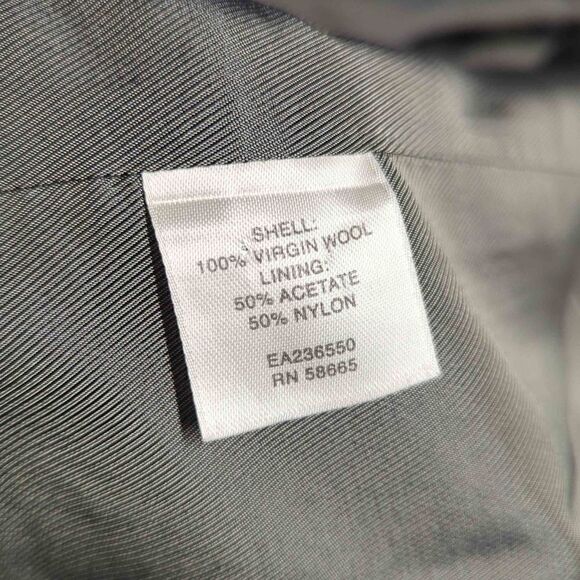 SHELL:
100% VIRGIN WOOL
LINING:
50% ACETATE
50% NYLON
EA236550
RN 58665